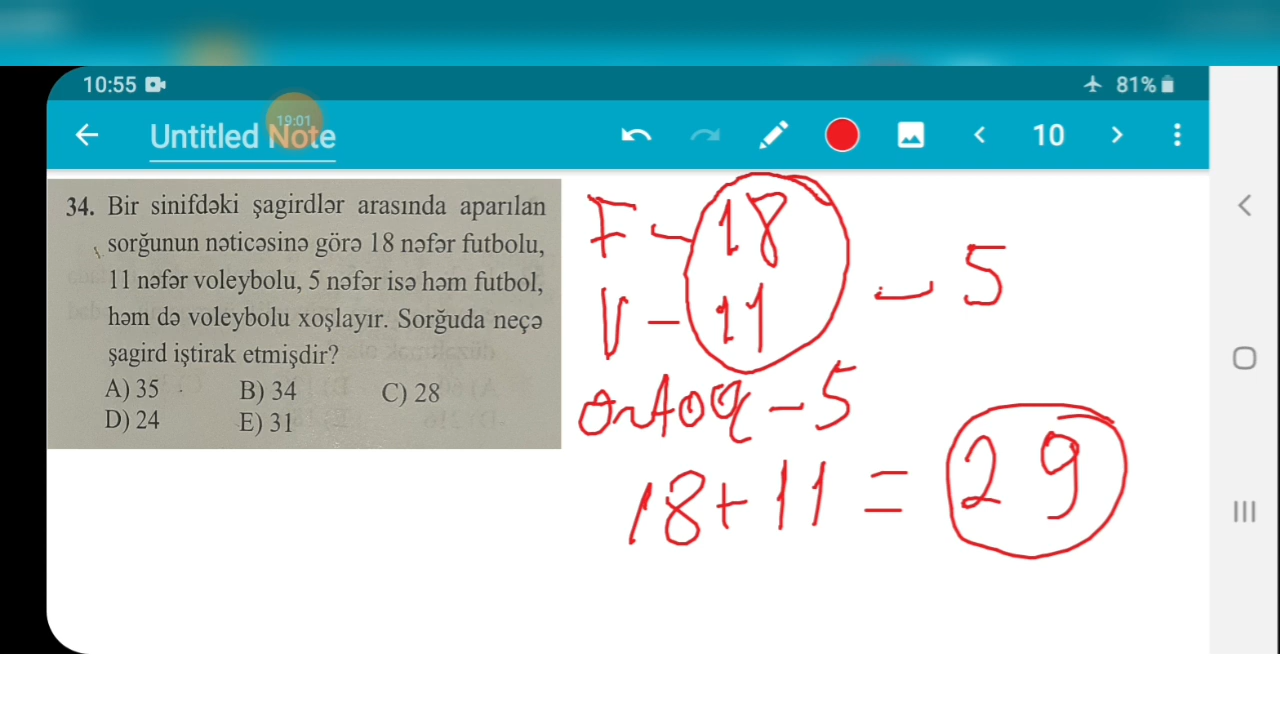 10:55
81%
Untitled Note
19:01
10
34. Bir sinifdəki şagirdlər arasında aparılan
sorğunun nəticəsinə görə 18 nəfər futbolu,
11 nəfər voleybolu, 5 nəfər isə həm futbol,
həm də voleybolu xoşlayır. Sorğuda neçə
şagird iştirak etmişdir?
A) 35 B) 34 C) 28
D) 24 E) 31
F - 18
V - 11
- 5
ortoq - 5
18 + 11 = 29